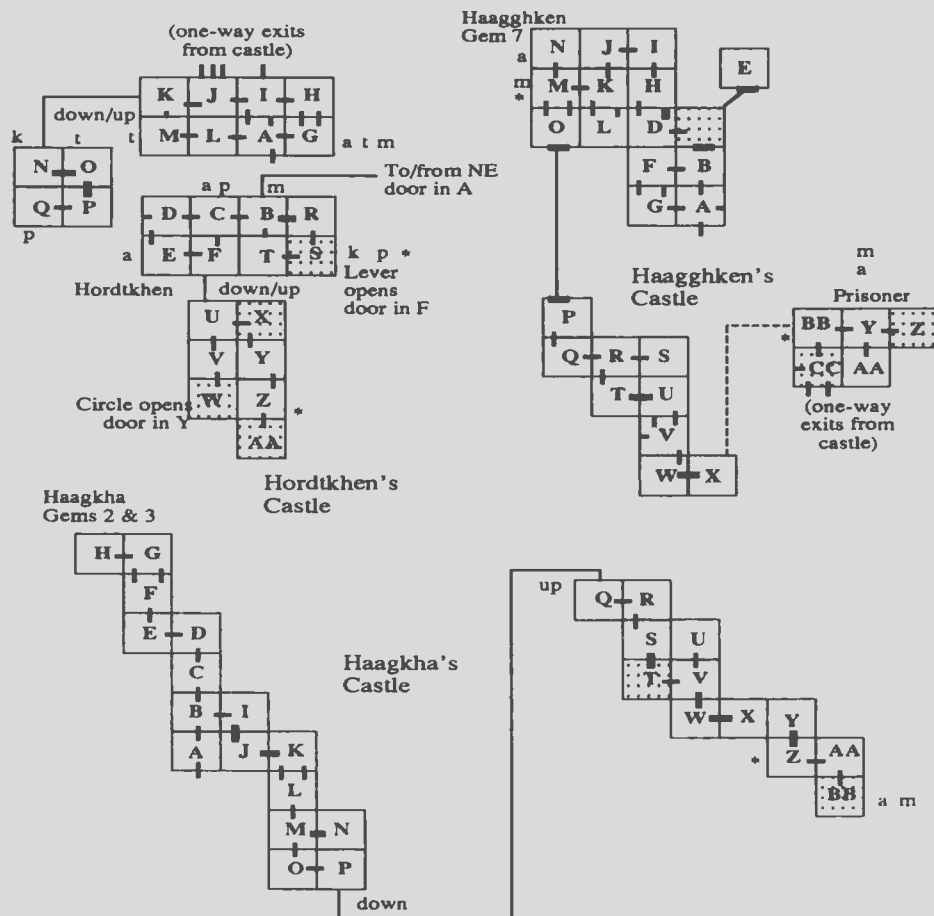 (one-way exits
from castle)
K J I H
down/up
M L A G
k t t a t m
N O
Q P
p
To/from NE
door in A
a p m
D C B R
a E F T S k p *
Lever
opens
door in F
Hordtkhen
down/up
U X
V Y
W Z
Circle opens
door in Y
*
AA
Hordtkhen's
Castle
Haagghken
Gem 7
N J I
a
m
*
M K H
E
O L D
F B
G A
Haagghken's
Castle
m
a
Prisoner
P
BB Y Z
*
Q R S
CC AA
T U
(one-way
exits from
castle)
V
W X
Haagkha
Gems 2 & 3
H G
F
E D
C
B I
A J K
L
M N
O P
down
Haagkha's
Castle
up
Q R
S U
T V
W X Y
* Z AA
BB a m